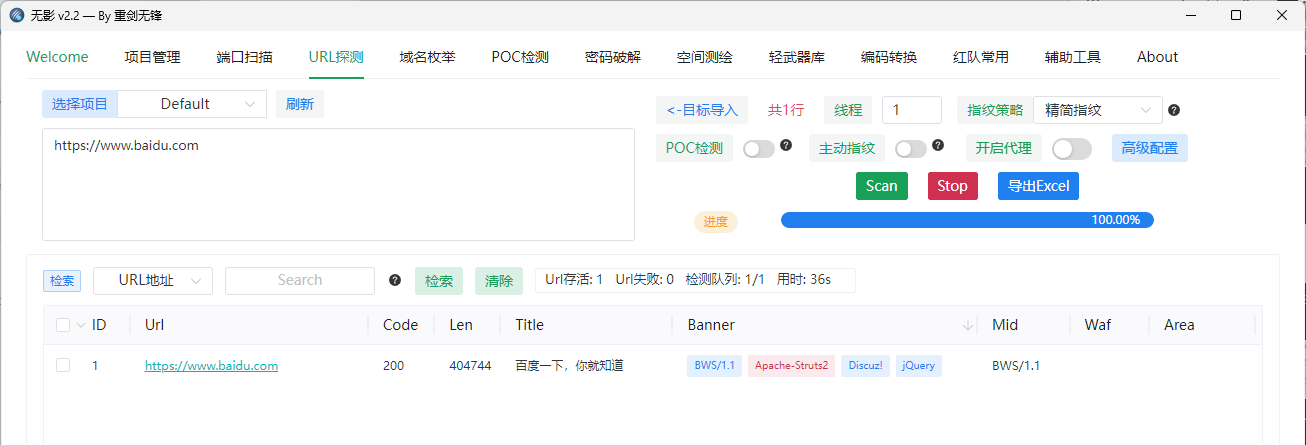 无影 v2.2 — By 重剑无锋
Welcome 项目管理 端口扫描 URL探测 域名枚举 POC检测 密码破解 空间测绘 轻武器库 编码转换 红队常用 辅助工具 About
选择项目 Default 刷新
<-目标导入 共1行 线程 1 指纹策略 精简指纹 ?
https://www.baidu.com
POC检测 ? 主动指纹 ? 开启代理 高级配置
Scan Stop 导出Excel
进度 100.00%
检索 URL地址 Search ? 检索 清除 Url存活: 1 Url失败: 0 检测队列: 1/1 用时: 36s
ID Url Code Len Title Banner Mid Waf Area
1 https://www.baidu.com 200 404744 百度一下，你就知道 BWS/1.1 Apache-Struts2 Discuz! jQuery BWS/1.1